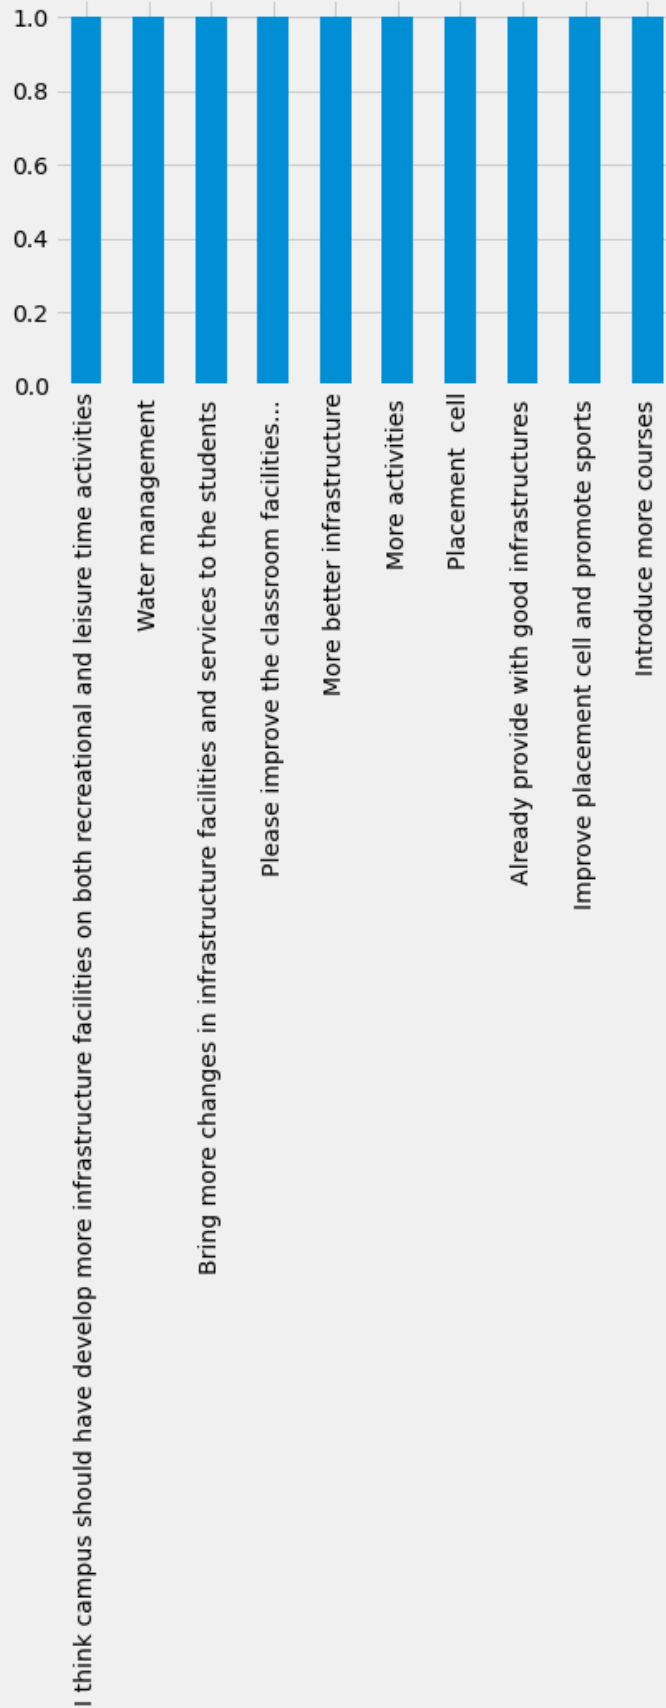 1.0
0.8
0.6
0.4
0.2
0.0
I think campus should have develop more infrastructure facilities on both recreational and leisure time activities
Water management
Bring more changes in infrastructure facilities and services to the students
Please improve the classroom facilities...
More better infrastructure
More activities
Placement  cell
Already provide with good infrastructures
Improve placement cell and promote sports
Introduce more courses